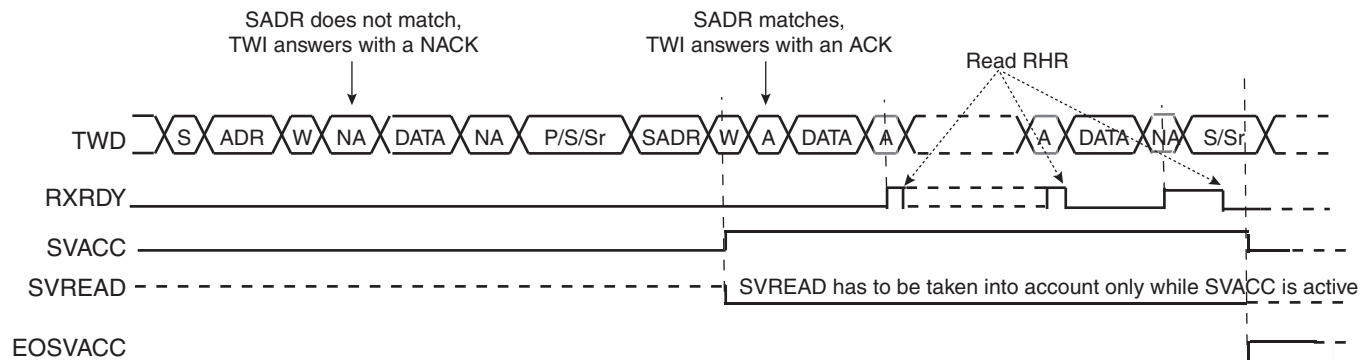 SADR does not match,
TWI answers with a NACK
SADR matches,
TWI answers with an ACK
Read RHR
TWD S ADR W NA DATA NA P/S/Sr SADR W A DATA A A DATA NA S/Sr
RXRDY
SVACC
SVREAD SVREAD has to be taken into account only while SVACC is active
EOSVACC